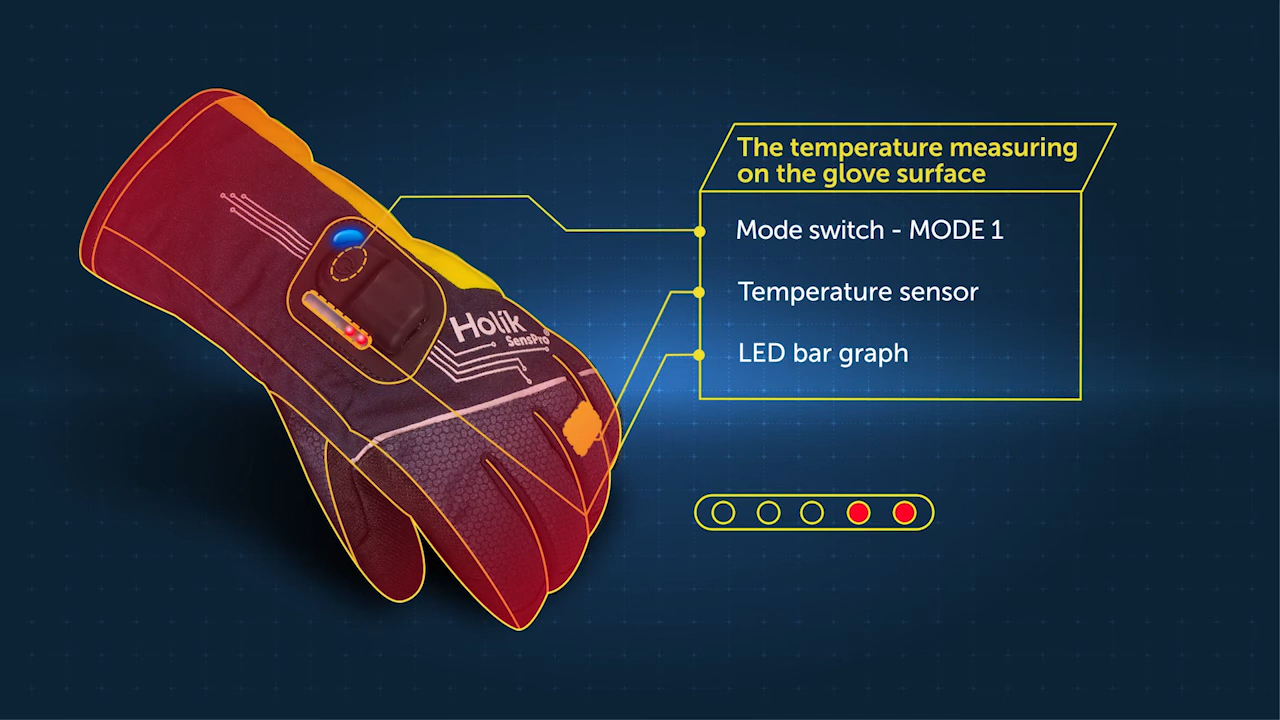 The temperature measuring
on the glove surface
Mode switch - MODE 1
Temperature sensor
LED bar graph
Holík
SensPro